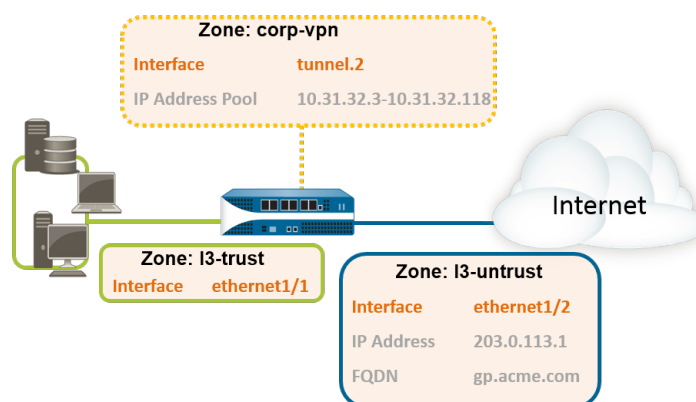 Zone: corp-vpn
Interface tunnel.2
IP Address Pool 10.31.32.3-10.31.32.118
Internet
Zone: l3-trust
Interface ethernet1/1
Zone: l3-untrust
Interface ethernet1/2
IP Address 203.0.113.1
FQDN gp.acme.com